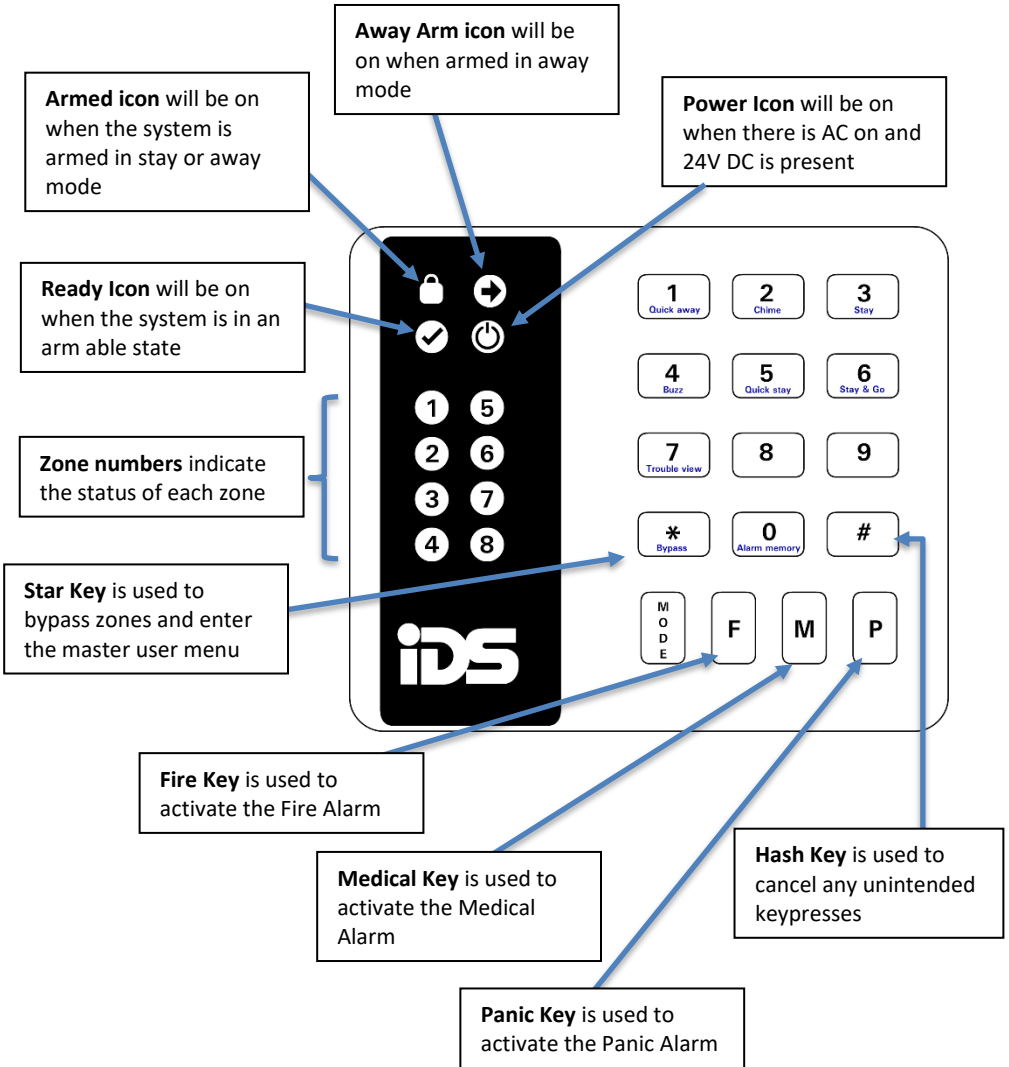 Away Arm icon will be
on when armed in away
mode
Armed icon will be on
when the system is
armed in stay or away
mode
Power Icon will be on
when there is AC on and
24V DC is present
Ready Icon will be on
when the system is in an
arm able state
Zone numbers indicate
the status of each zone
Star Key is used to
bypass zones and enter
the master user menu
1 5
2 6
3 7
4 8
iDS
1 2 3
Quick away Chime Stay
4 5 6
Buzz Quick stay Stay & Go
7 8 9
Trouble view
* 0 #
Bypass Alarm memory
MODE F M P
Fire Key is used to
activate the Fire Alarm
Medical Key is used to
activate the Medical
Alarm
Hash Key is used to
cancel any unintended
keypresses
Panic Key is used to
activate the Panic Alarm